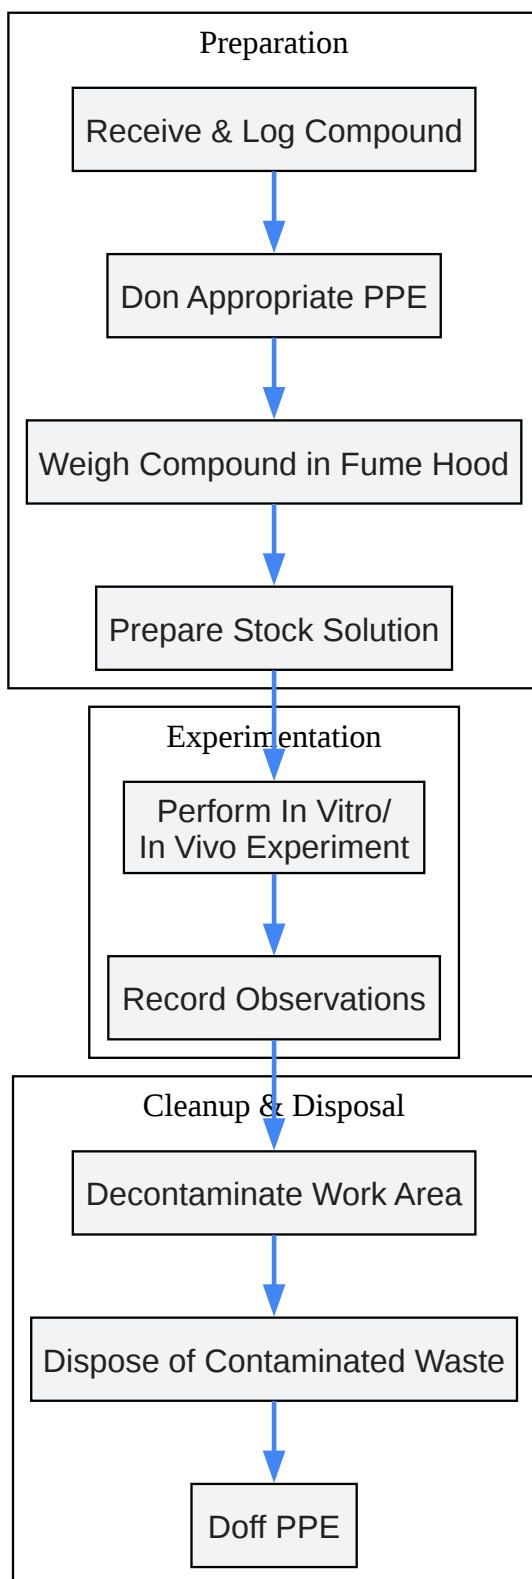 Preparation
Receive & Log Compound
Don Appropriate PPE
Weigh Compound in Fume Hood
Prepare Stock Solution
Experimentation
Perform In Vitro/
In Vivo Experiment
Record Observations
Cleanup & Disposal
Decontaminate Work Area
Dispose of Contaminated Waste
Doff PPE